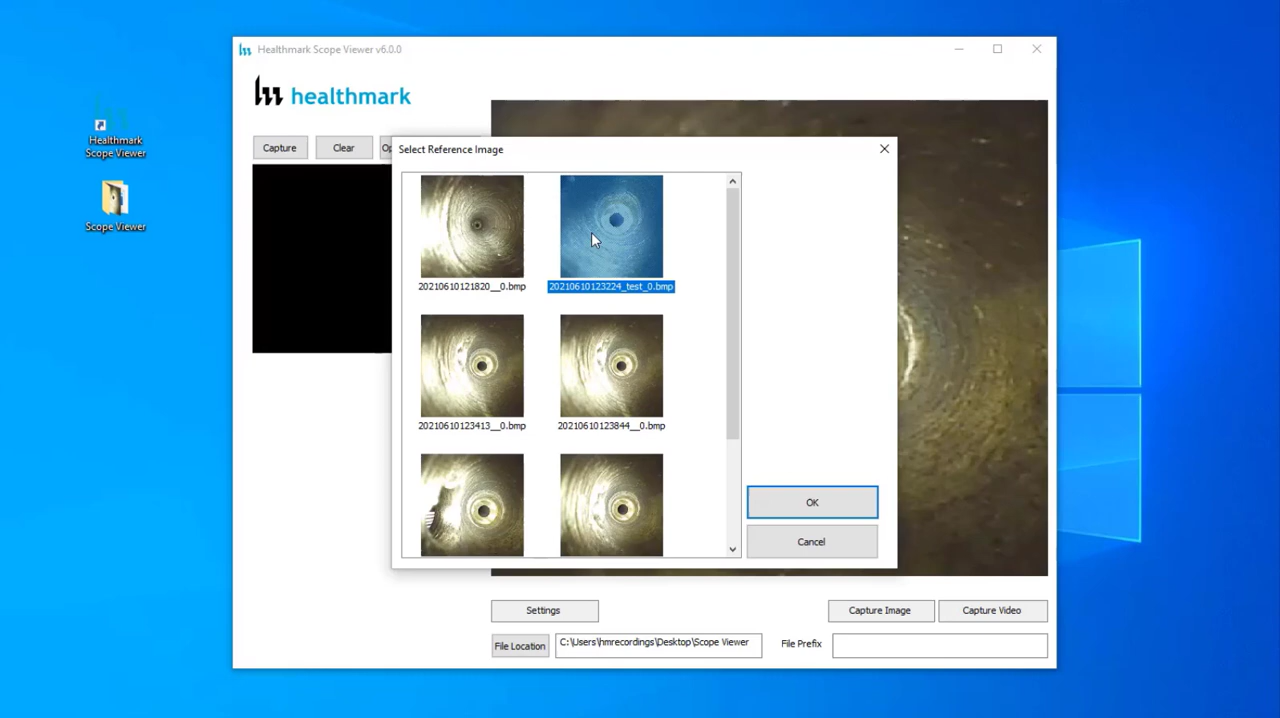 Healthmark Scope Viewer v6.0.0
healthmark
Healthmark
Scope Viewer
Scope Viewer
Capture
Clear
Op
Select Reference Image
20210610121820__0.bmp
20210610123224_test_0.bmp
20210610123413__0.bmp
20210610123844__0.bmp
OK
Cancel
Settings
Capture Image
Capture Video
File Location
C:\Users\hmrecordings\Desktop\Scope Viewer
File Prefix